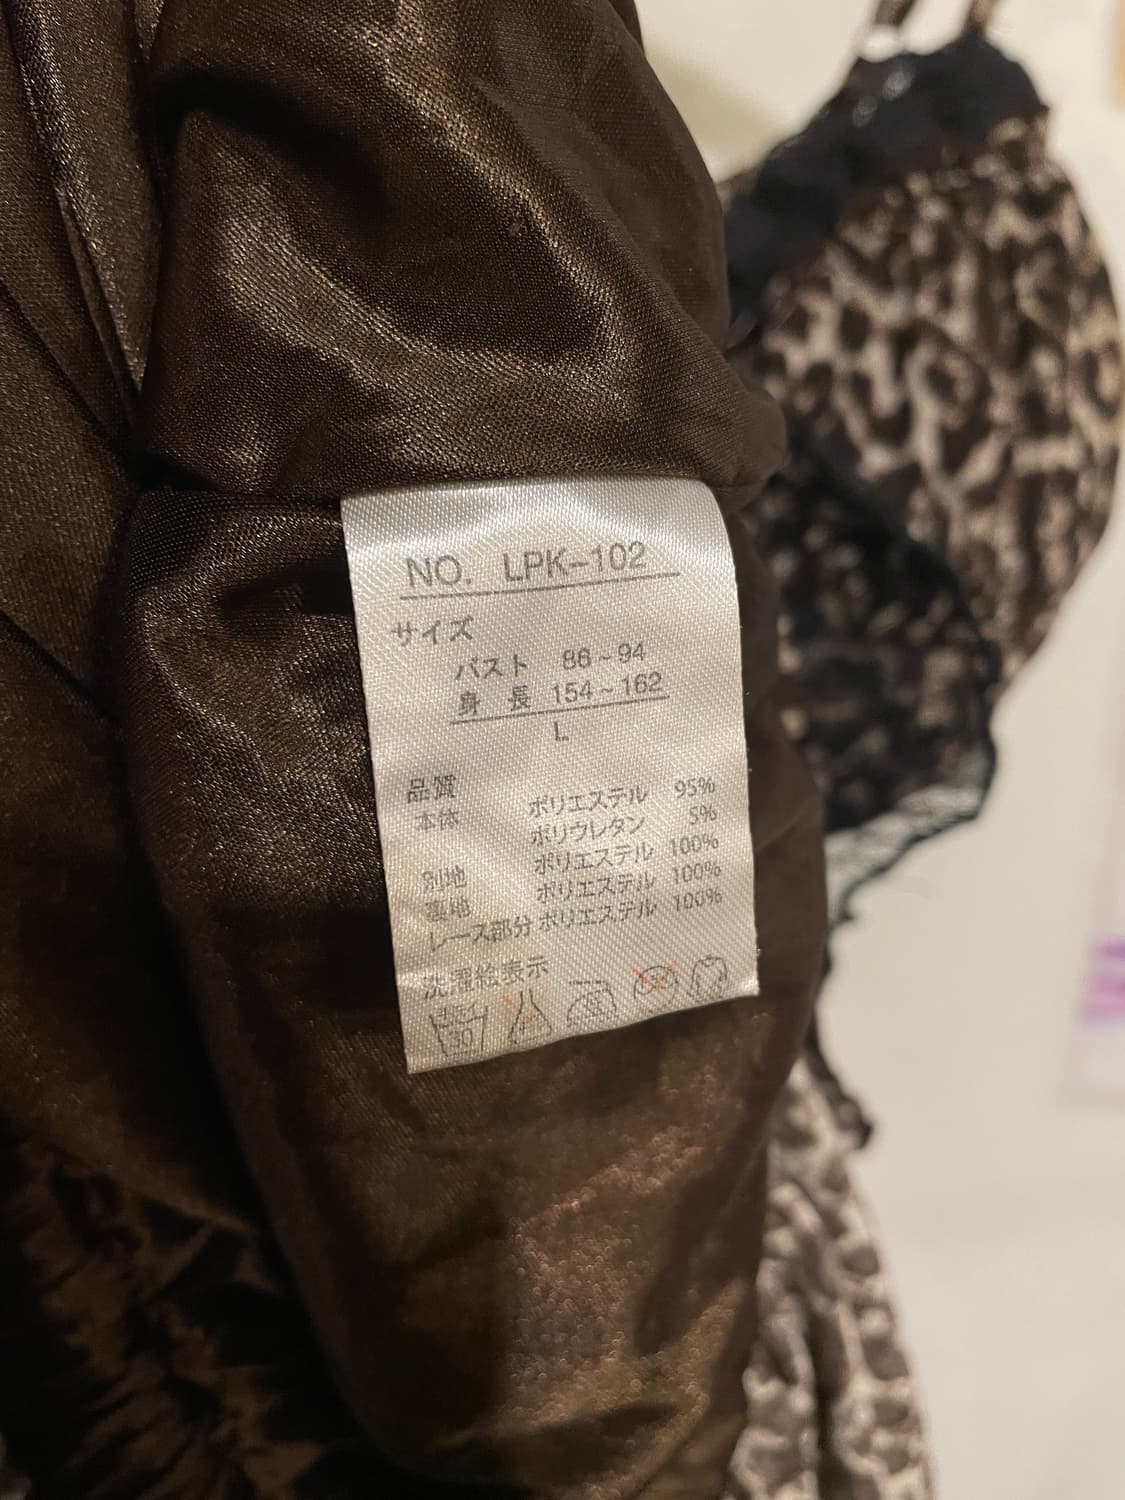 NO. LPK-102
サイズ
バスト 86~94
身長 154~162
L
品質
本体 ポリエステル 95%
ポリウレタン 5%
別地 ポリエステル 100%
裏地 ポリエステル 100%
レース部分 ポリエステル 100%
洗濯絵表示
30